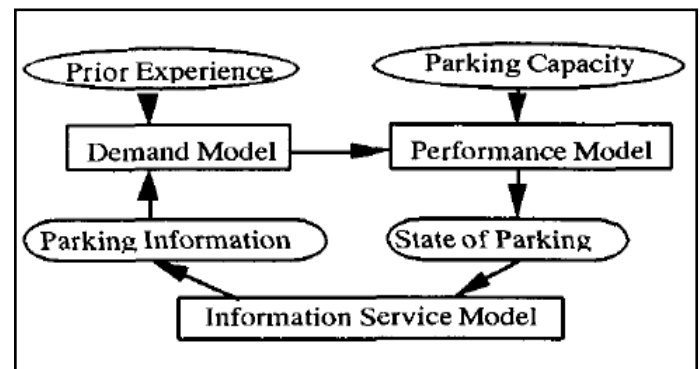 Prior Experience
Parking Capacity
Demand Model
Performance Model
Parking Information
State of Parking
Information Service Model